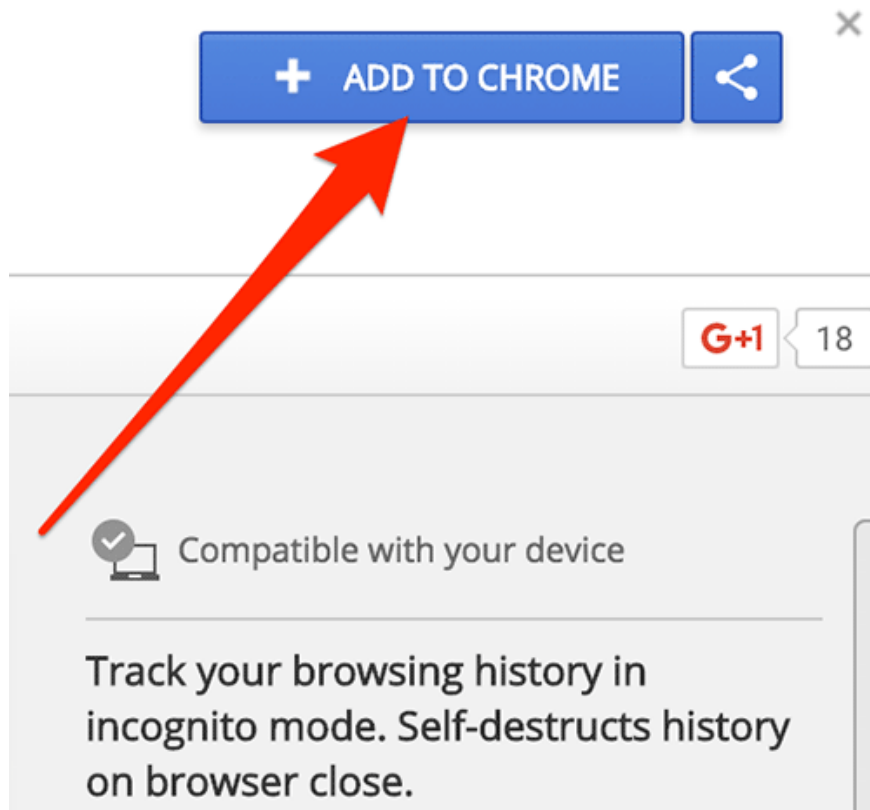 ADD TO CHROME
G+1 18
Compatible with your device
Track your browsing history in
incognito mode. Self-destructs history
on browser close.